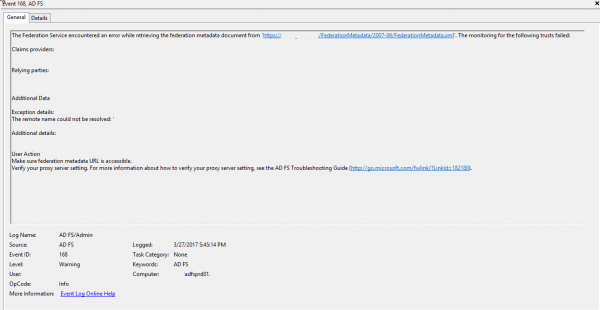 Event 168, AD FS
General Details
The Federation Service encountered an error while retrieving the federation metadata document from 'https:// /FederationMetadata/2007-06/FederationMetadata.xml'. The monitoring for the following trusts failed:
Claims providers:
Relying parties:
Additional Data
Exception details:
The remote name could not be resolved: '
Additional details:
User Action
Make sure federation metadata URL is accessible.
Verify your proxy server setting. For more information about how to verify your proxy server setting, see the AD FS Troubleshooting Guide (http://go.microsoft.com/fwlink/?LinkId=182180).
Log Name: AD FS/Admin
Source: AD FS Logged: 3/27/2017 5:45:14 PM
Event ID: 168 Task Category: None
Level: Warning Keywords: AD FS
User: Computer: adfsprd01.
OpCode: Info
More Information: Event Log Online Help